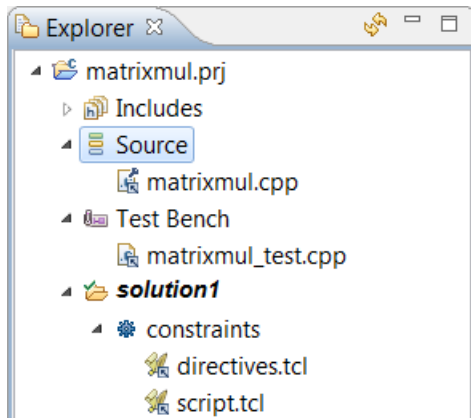 Explorer
matrixmul.prj
Includes
Source
matrixmul.cpp
Test Bench
matrixmul_test.cpp
solution1
constraints
directives.tcl
script.tcl